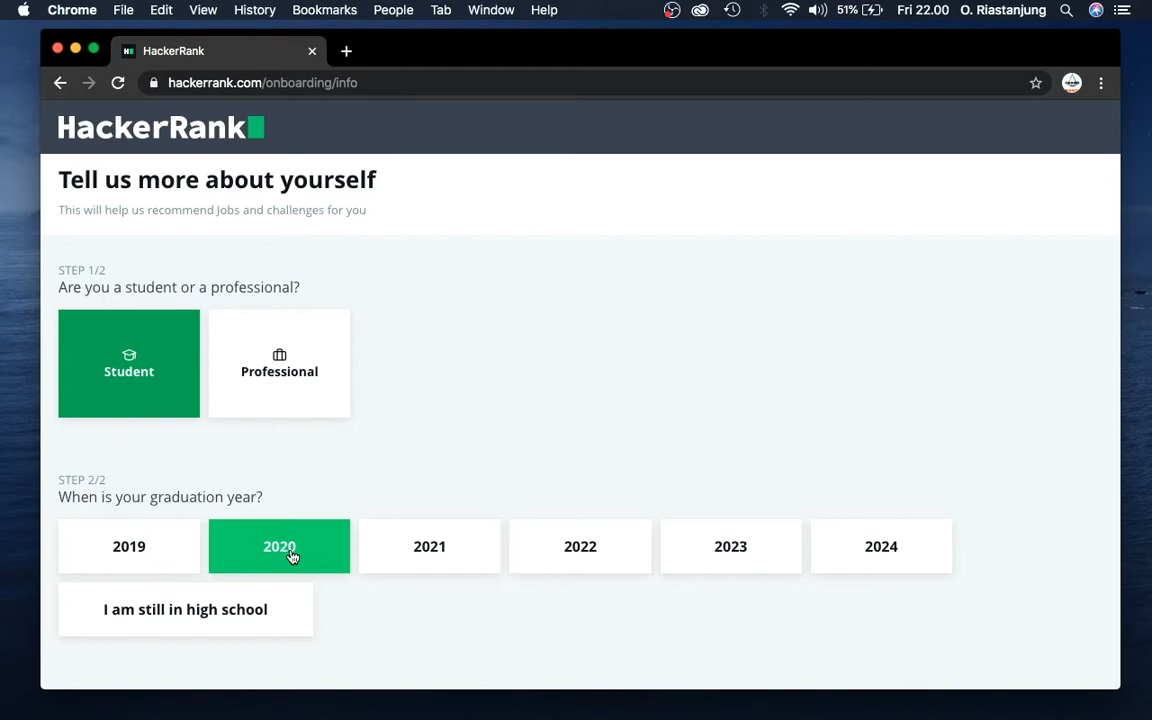 Chrome File Edit View History Bookmarks People Tab Window Help 51% Fri 22.00 O. Riastanjung
HackerRank
hackerrank.com/onboarding/info
HackerRank
Tell us more about yourself
This will help us recommend Jobs and challenges for you
STEP 1/2
Are you a student or a professional?
Student Professional
STEP 2/2
When is your graduation year?
2019 2020 2021 2022 2023 2024
I am still in high school